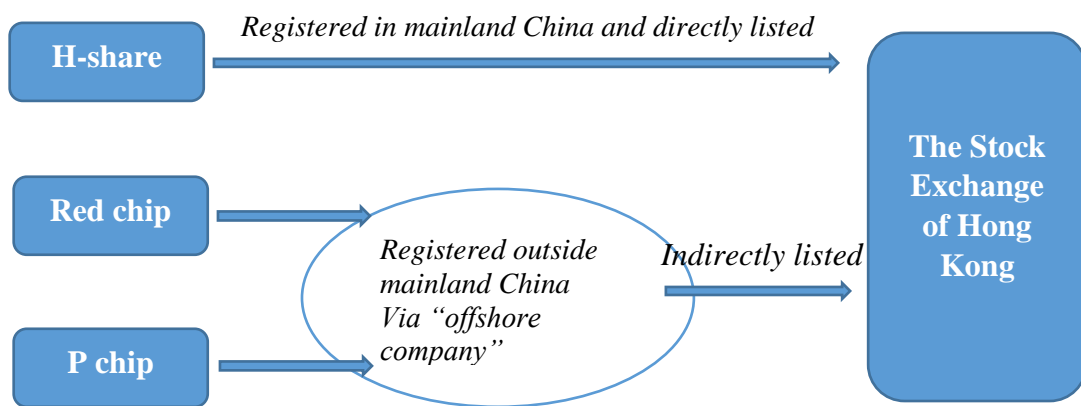 Registered in mainland China and directly listed
H-share
Red chip
P chip
Registered outside
mainland China
Via “offshore
company”
Indirectly listed
The Stock
Exchange
of Hong
Kong